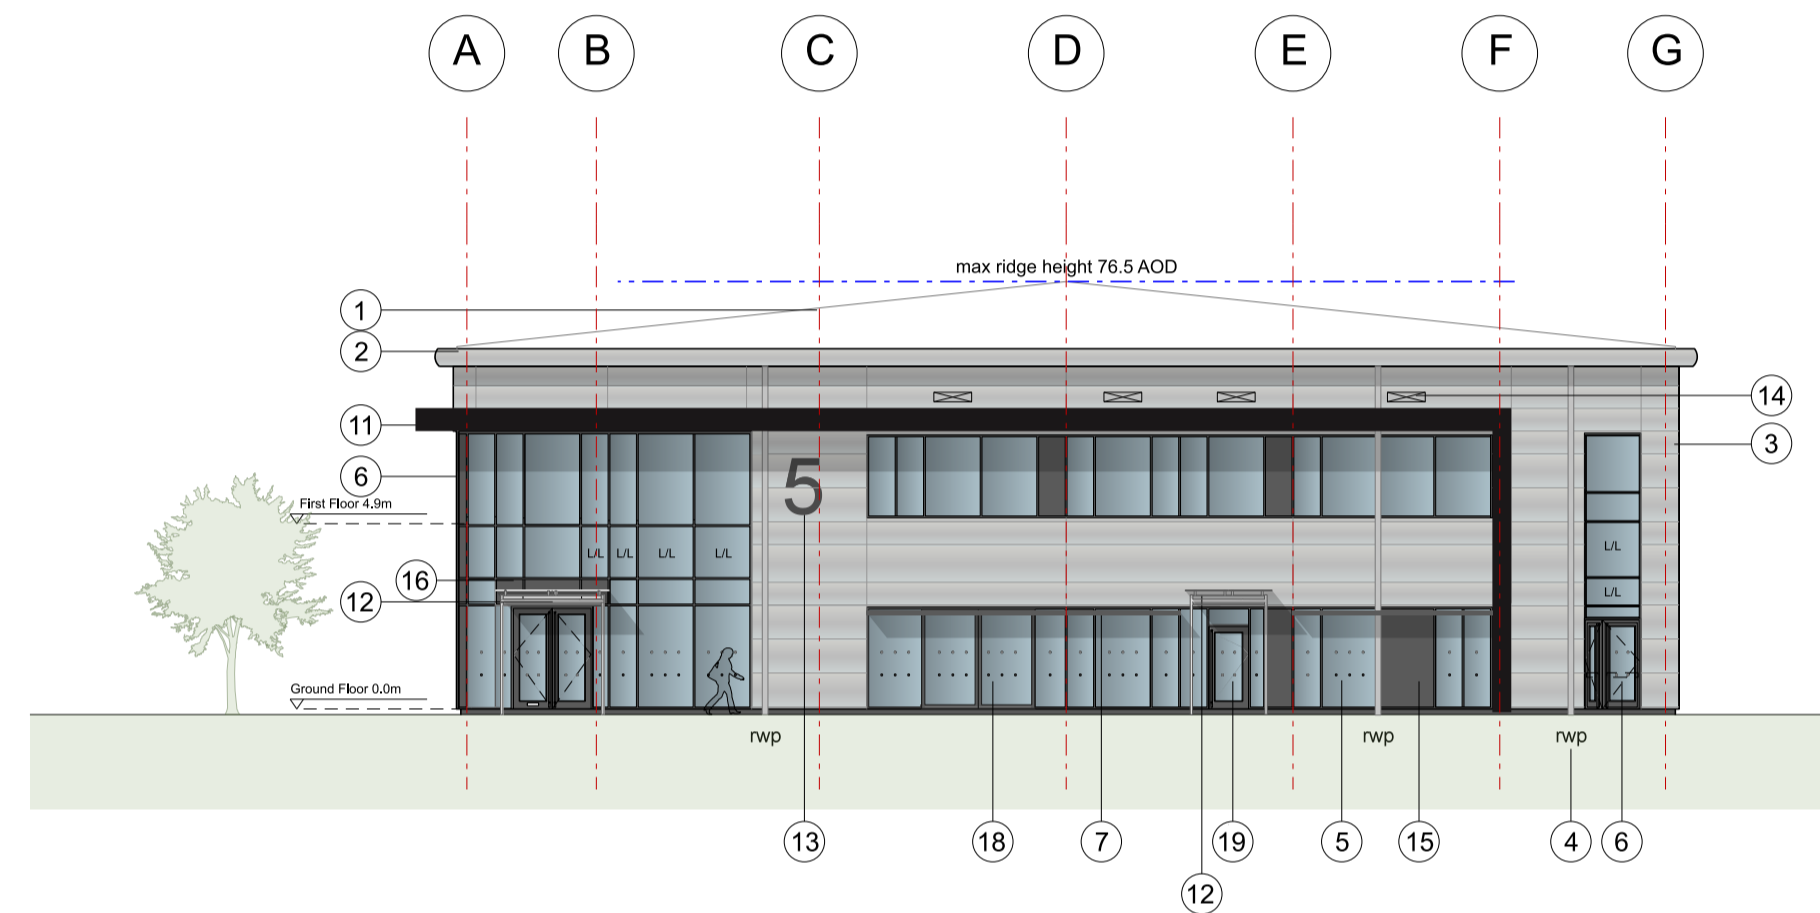 A B C D E F G
max ridge height 76.5 AOD
1
2
14
11
3
6
5
First Floor 4.9m
L/L L/L L/L L/L L/L
16
L/L
12
Ground Floor 0.0m
rwp rwp rwp
13 18 7 19 5 15 4 6
12